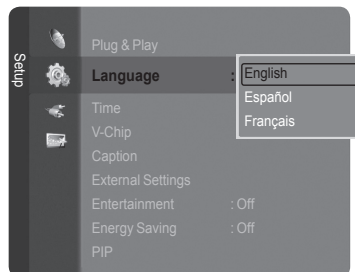 Setup
Plug & Play
Language : English
Español
Français
Time
V-Chip
Caption
External Settings
Entertainment : Off
Energy Saving : Off
PIP